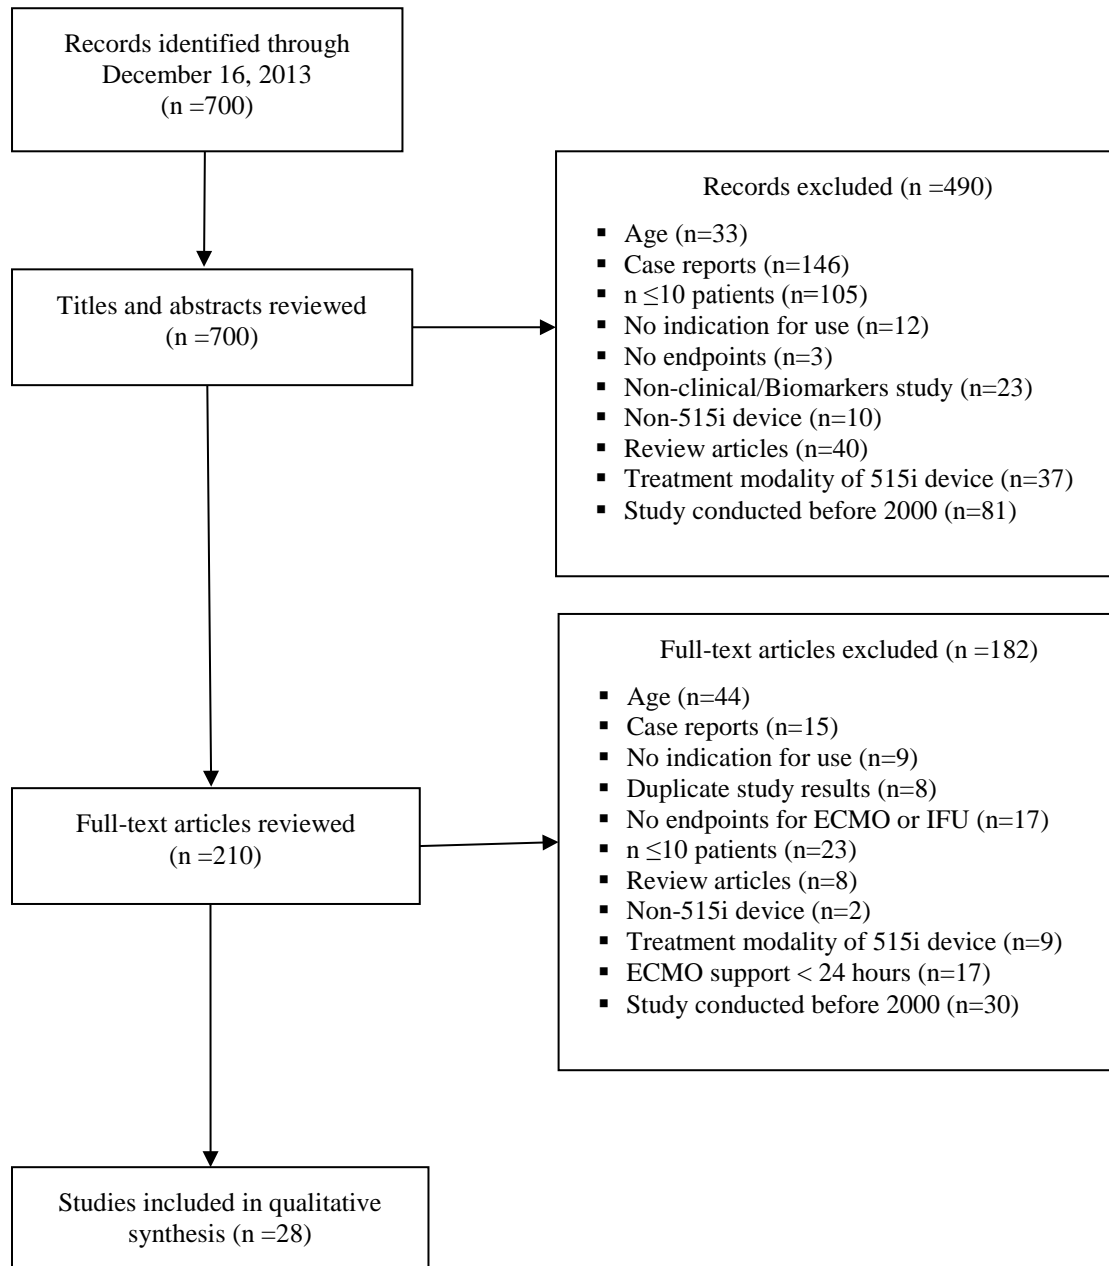 Records identified through
December 16, 2013
(n =700)
Titles and abstracts reviewed
(n =700)
Records excluded (n =490)
▪ Age (n=33)
▪ Case reports (n=146)
▪ n ≤10 patients (n=105)
▪ No indication for use (n=12)
▪ No endpoints (n=3)
▪ Non-clinical/Biomarkers study (n=23)
▪ Non-515i device (n=10)
▪ Review articles (n=40)
▪ Treatment modality of 515i device (n=37)
▪ Study conducted before 2000 (n=81)
Full-text articles reviewed
(n =210)
Full-text articles excluded (n =182)
▪ Age (n=44)
▪ Case reports (n=15)
▪ No indication for use (n=9)
▪ Duplicate study results (n=8)
▪ No endpoints for ECMO or IFU (n=17)
▪ n ≤10 patients (n=23)
▪ Review articles (n=8)
▪ Non-515i device (n=2)
▪ Treatment modality of 515i device (n=9)
▪ ECMO support < 24 hours (n=17)
▪ Study conducted before 2000 (n=30)
Studies included in qualitative
synthesis (n =28)